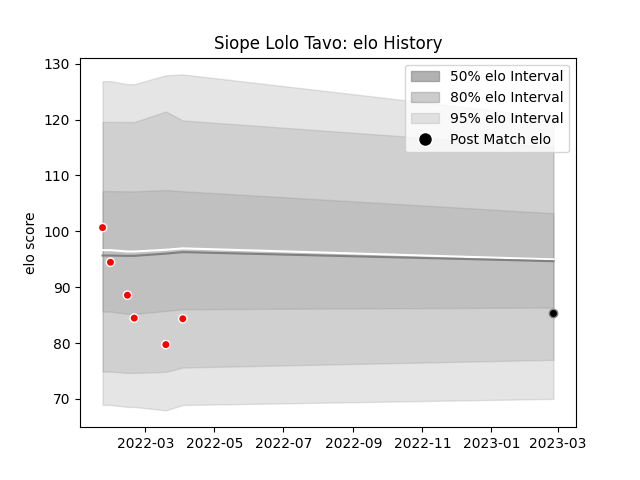 Siope Lolo Tavo: elo History
130
120
110
100
90
80
70
elo score
50% elo Interval
80% elo Interval
95% elo Interval
Post Match elo
2022-03
2022-05
2022-07
2022-09
2022-11
2023-01
2023-03